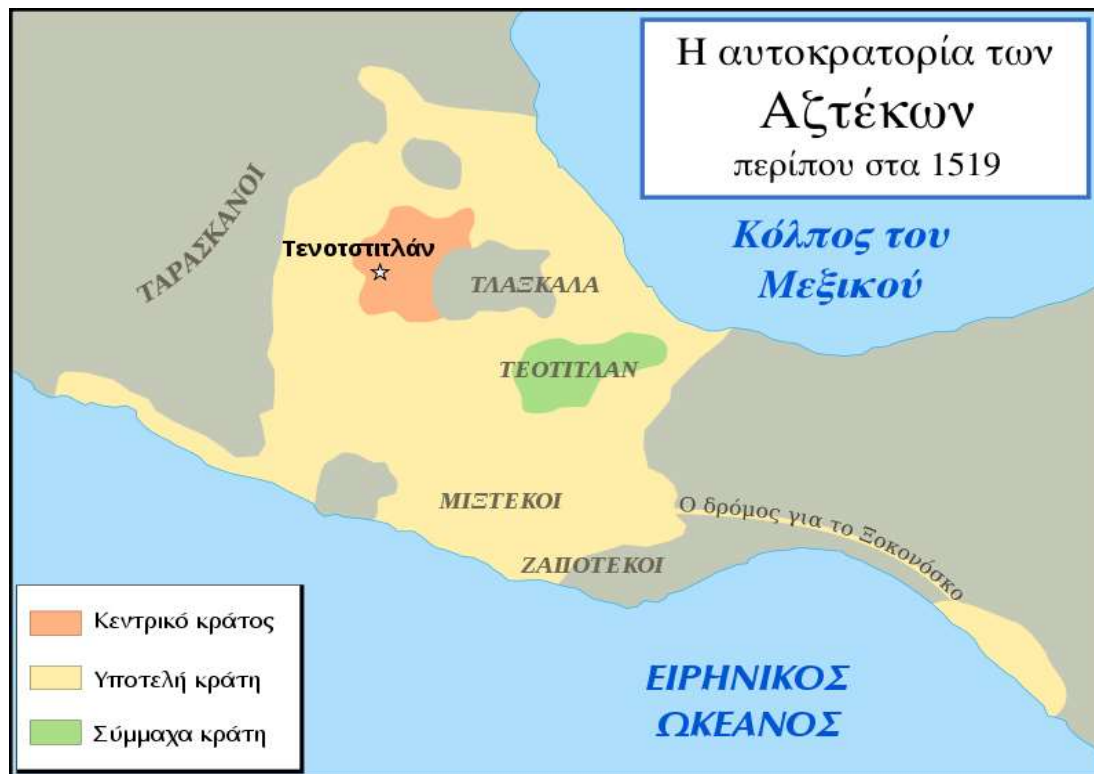 Η αυτοκρατορία των
Αζτέκων
περίπου στα 1519
Κόλπος του
Μεξικού
ΤΑΡΑΣΚΑΝΟΙ
Τενοτστιτλάν
ΤΛΑΞΚΑΛΑ
ΤΕΟΤΙΤΛΑΝ
ΜΙΞΤΕΚΟΙ
Ο δρόμος για το Ξοκονόσκο
ΖΑΠΟΤΕΚΟΙ
Κεντρικό κράτος
Υποτελή κράτη
Σύμμαχα κράτη
ΕΙΡΗΝΙΚΟΣ
ΩΚΕΑΝΟΣ